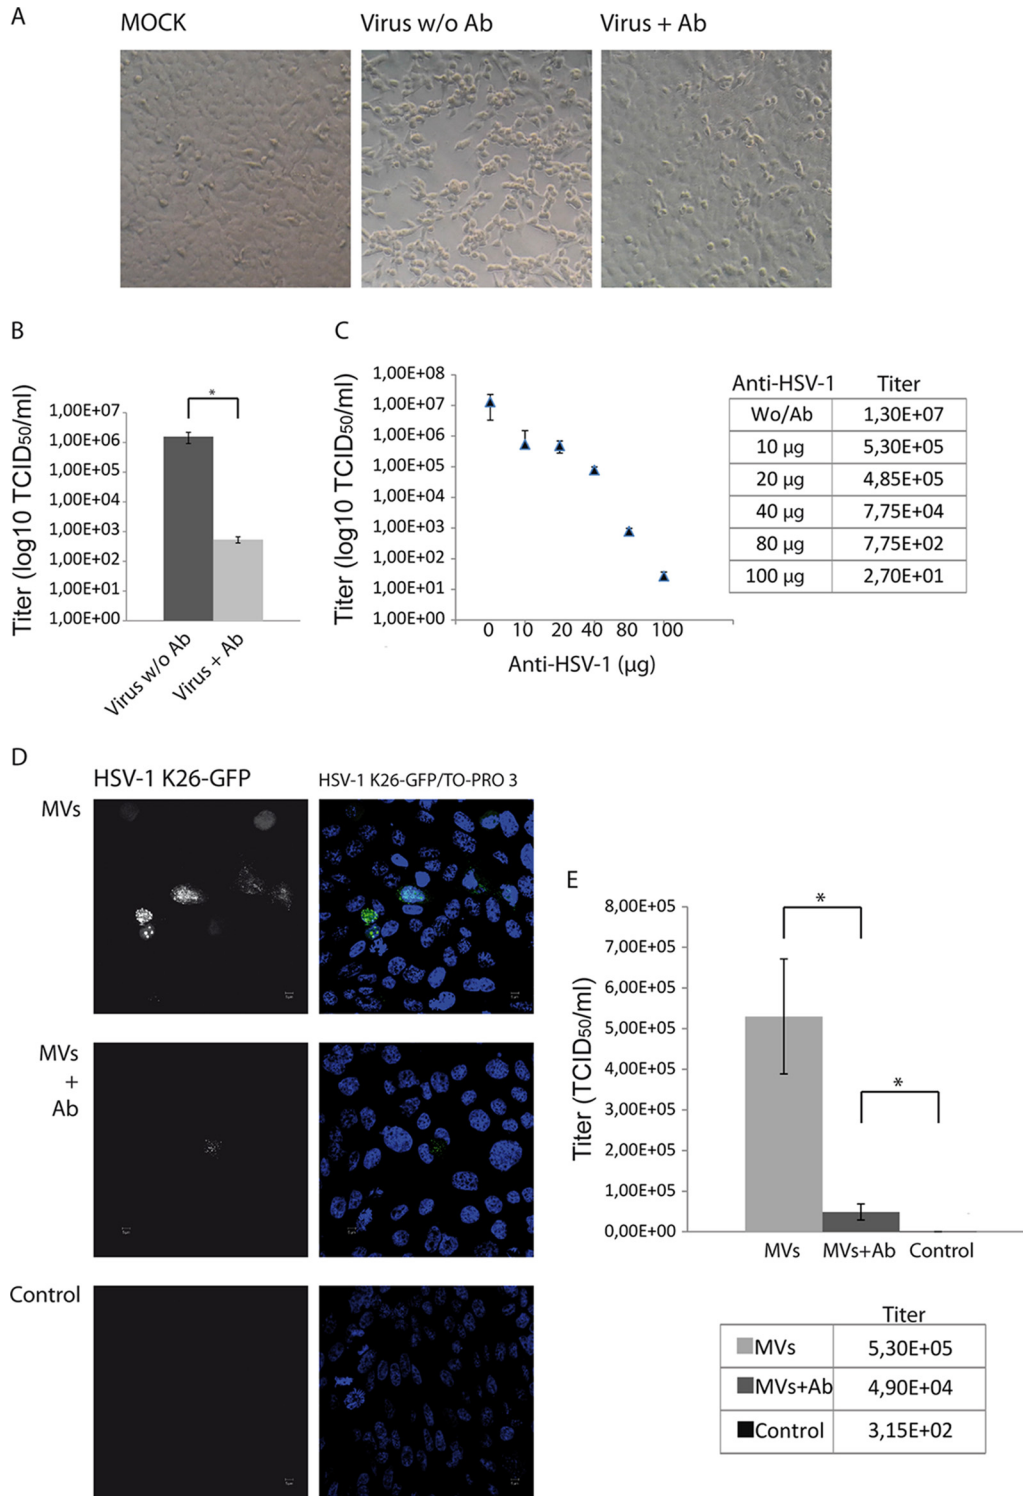 A
MOCK
Virus w/o Ab
Virus + Ab
B
Titer (log10 TCID50/ml)
1,00E+07
1,00E+06
1,00E+05
1,00E+04
1,00E+03
1,00E+02
1,00E+01
1,00E+00
*
Virus w/o Ab
Virus + Ab
C
Titer (log10 TCID50/ml)
1,00E+08
1,00E+07
1,00E+06
1,00E+05
1,00E+04
1,00E+03
1,00E+02
1,00E+01
1,00E+00
0 10 20 40 80 100
Anti-HSV-1 (μg)
Anti-HSV-1 Titer
Wo/Ab 1,30E+07
10 μg 5,30E+05
20 μg 4,85E+05
40 μg 7,75E+04
80 μg 7,75E+02
100 μg 2,70E+01
D
HSV-1 K26-GFP
HSV-1 K26-GFP/TO-PRO 3
MVs
MVs
+
Ab
Control
E
Titer (TCID50/ml)
8,00E+05
7,00E+05
6,00E+05
5,00E+05
4,00E+05
3,00E+05
2,00E+05
1,00E+05
0,00E+00
*
*
MVs MVs+Ab Control
Titer
MVs 5,30E+05
MVs+Ab 4,90E+04
Control 3,15E+02